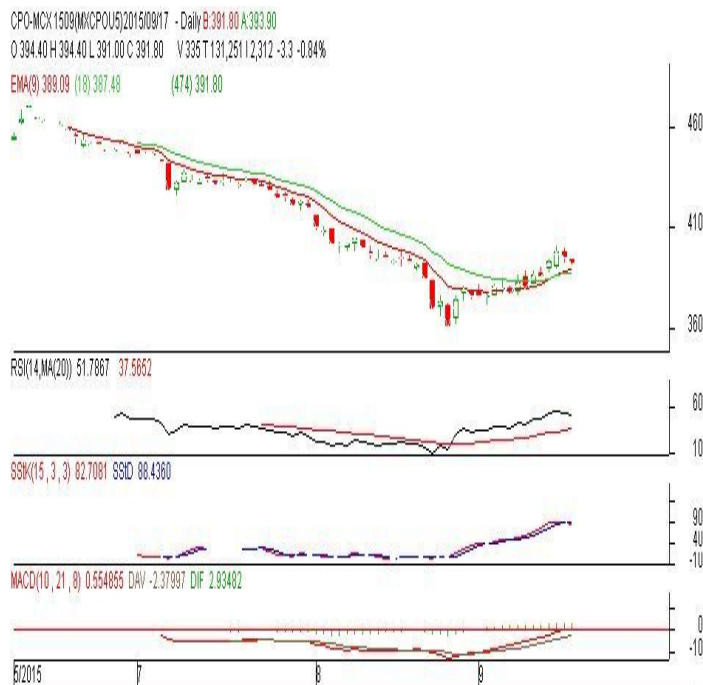 CPO-MCX 1509(MXCPOU5)2015/09/17 - Daily B:391.80 A:393.90
O 394.40 H 394.40 L 391.00 C 391.80 V 335 T 131,251 I 2,312 -3.3 -0.84%
EMA(9) 389.09 (18) 387.48 (474) 391.80
460
410
360
RSI(14,MA(20)) 51.7867 37.5652
60
10
SStK(15, 3, 3) 82.7081 SStD 88.4360
90
40
-10
MACD(10, 21, 8) 0.554855 DAV -2.37997 DIF 2.93482
0
-10
5/2015 7 8 9